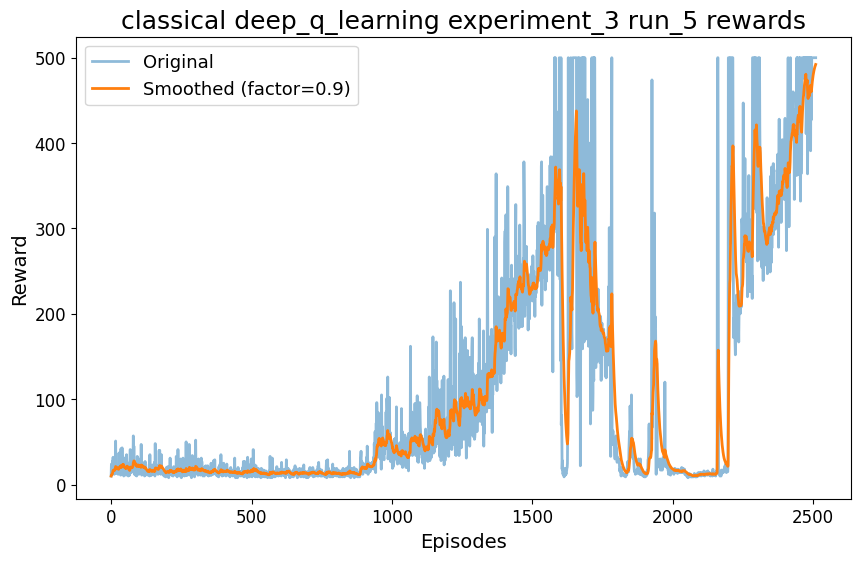 classical deep_q_learning experiment_3 run_5 rewards
Original
Smoothed (factor=0.9)
500
400
300
200
100
0
Reward
0
500
1000
1500
2000
2500
Episodes